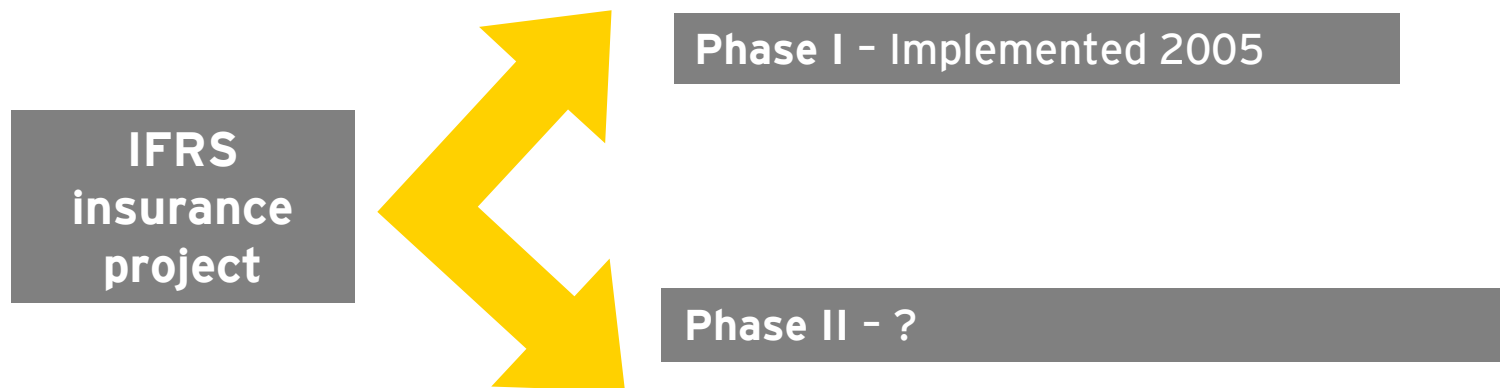 Phase I – Implemented 2005
IFRS
insurance
project
Phase II – ?